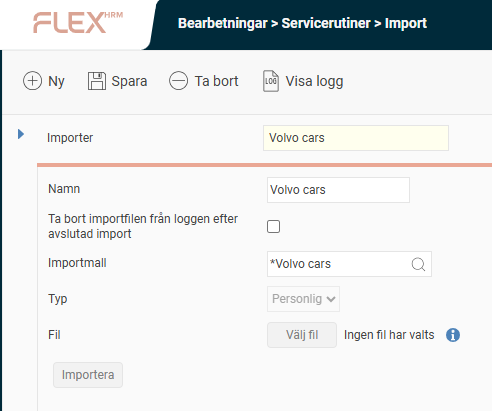 FLEX HRM
Bearbetningar > Servicerutiner > Import
Ny
Spara
Ta bort
LOG
Visa logg
Importer
Volvo cars
Namn
Volvo cars
Ta bort importfilen från loggen efter
avslutad import
Importmall
*Volvo cars
Typ
Personlig
Fil
Välj fil
Ingen fil har valts
Importera